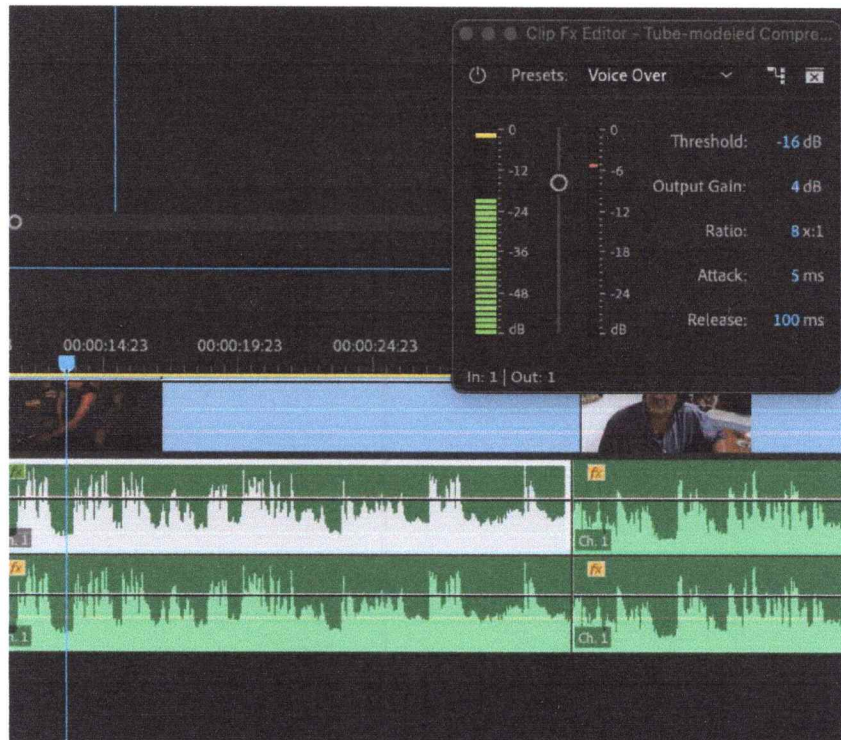 Clip Fx Editor - Tube-modeled Compre...
Presets: Voice Over
0 0
-12 -6
-24 -12
-36 -18
-48 -24
dB dB
Threshold: -16 dB
Output Gain: 4 dB
Ratio: 8 x:1
Attack: 5 ms
Release: 100 ms
In: 1 | Out: 1
00:00:14:23 00:00:19:23 00:00:24:23
fx fx
Ch. 1
fx fx
Ch. 1